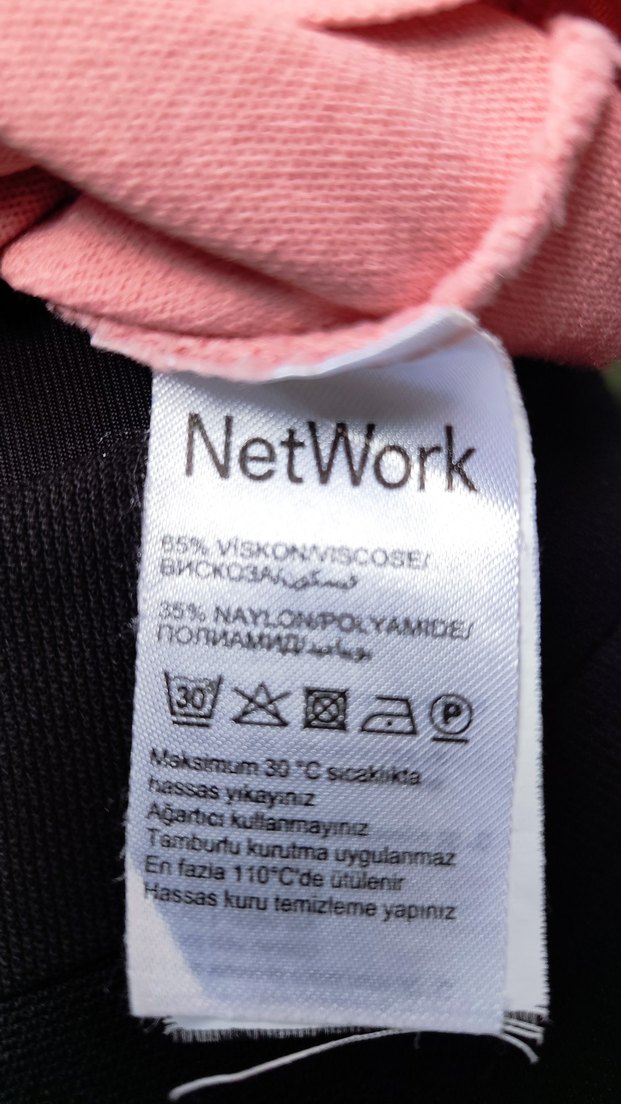 NetWork
65% VİSKON/VISCOSE/
ВИСКОЗА/فيسكوز
35% NAYLON/POLYAMIDE/
ПОЛИАМИД/
30
P
Maksimum 30 °C sıcaklıkta
hassas yıkayınız
Ağartıcı kullanmayınız
Tamburlu kurutma uygulanmaz
En fazla 110°C'de ütülenir
Hassas kuru temizleme yapınız